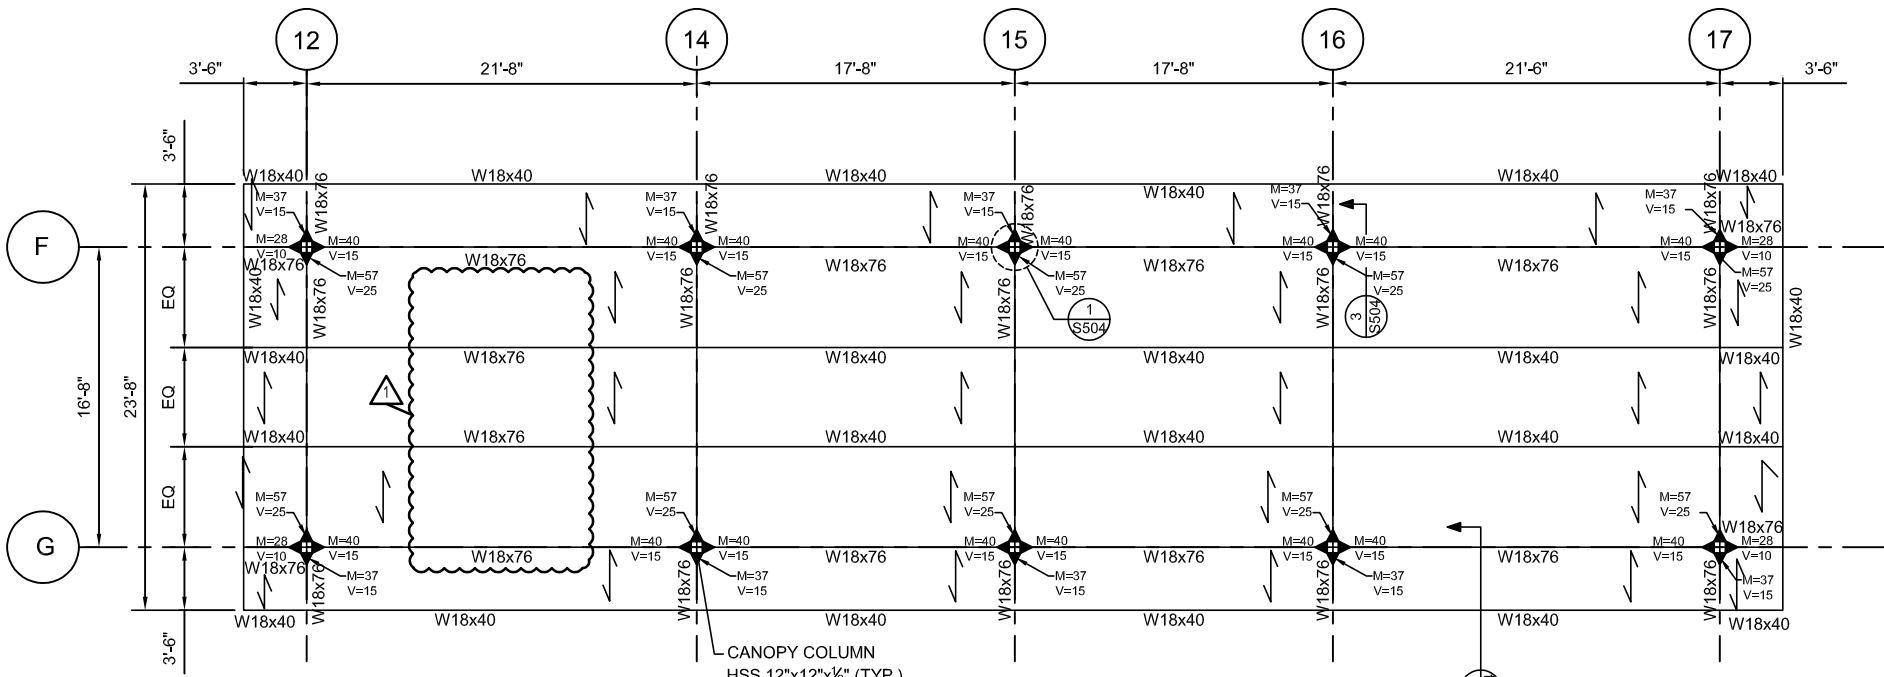 12 14 15 16 17
3'-6" 21'-8" 17'-8" 17'-8" 21'-6" 3'-6"
3'-6"
W18x40 W18x40 W18x40 W18x40 W18x40 W18x40
W18x76 W18x76 W18x76 W18x76 W18x76
M=37 M=37 M=37 M=37 M=37
V=15 V=15 V=15 V=15 V=15
W18x76
F
M=28 M=40 M=40 M=40 M=40 M=40 M=40 M=40 M=40 M=28
V=10 V=15 V=15 V=15 V=15 V=15 V=15 V=15 V=15 V=10
W18x76 W18x76 W18x76 W18x76 W18x76
M=57 M=57 M=57 M=57 M=57
V=25 V=25 V=25 V=25 V=25
EQ
W18x40 W18x76 W18x76 W18x76 W18x76 W18x76 W18x40
1
S504
3
S504
W18x40 W18x76 W18x40 W18x40 W18x40 W18x40
16'-8" 23'-8" EQ
1
W18x40 W18x76 W18x40 W18x40 W18x40 W18x40
EQ
M=57 M=57 M=57 M=57 M=57
V=25 V=25 V=25 V=25 V=25
W18x76
G
M=28 M=40 M=40 M=40 M=40 M=40 M=40 M=40 M=40 M=28
V=10 V=15 V=15 V=15 V=15 V=15 V=15 V=15 V=15 V=10
W18x76 W18x76 W18x76 W18x76 W18x76
M=37 M=37 M=37 M=37 M=37
V=15 V=15 V=15 V=15 V=15
W18x76 W18x76 W18x76 W18x76 W18x76
W18x40 W18x40 W18x40 W18x40 W18x40 W18x40
3'-6"
CANOPY COLUMN
HSS 12"x12"x½" (TYP.)